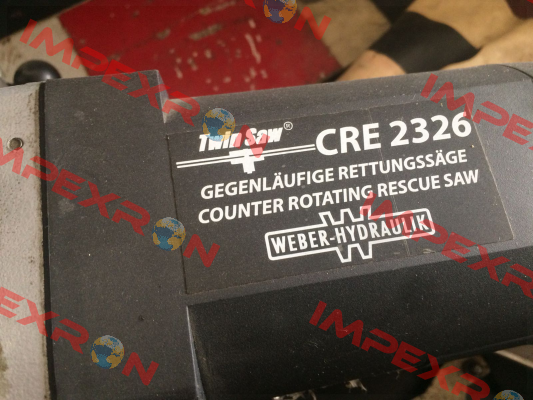 Twin Saw® CRE 2326
GEGENLÄUFIGE RETTUNGSSÄGE
COUNTER ROTATING RESCUE SAW
WEBER-HYDRAULIK
IMPEXRON
IMPEXRON
IMPEXRON
IMPEXRON
IMPEXRON